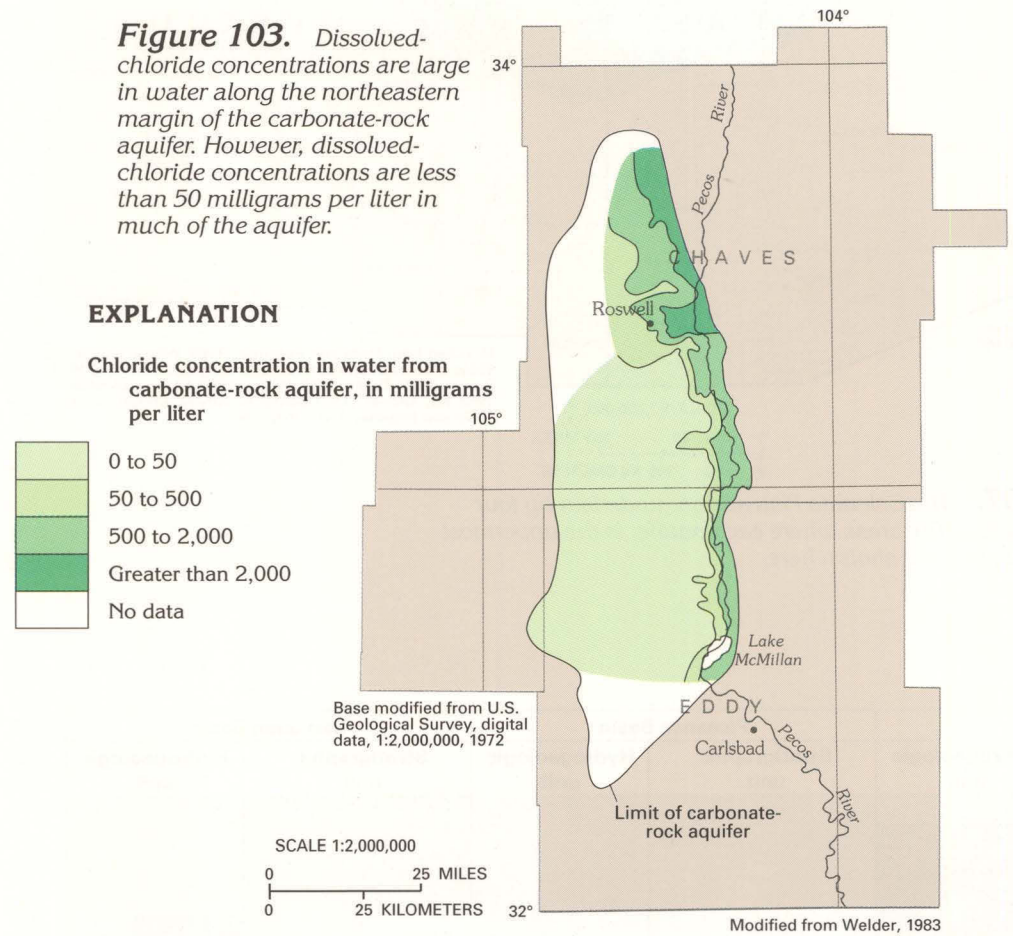 Figure 103. Dissolved-
chloride concentrations are large
in water along the northeastern
margin of the carbonate-rock
aquifer. However, dissolved-
chloride concentrations are less
than 50 milligrams per liter in
much of the aquifer.
EXPLANATION
Chloride concentration in water from
carbonate-rock aquifer, in milligrams
per liter
0 to 50
50 to 500
500 to 2,000
Greater than 2,000
No data
104°
34°
River
Pecos
CHAVES
Roswell
105°
Lake
McMillan
EDDY
Carlsbad
Pecos
River
Base modified from U.S.
Geological Survey, digital
data, 1:2,000,000, 1972
Limit of carbonate-
rock aquifer
SCALE 1:2,000,000
0 25 MILES
0 25 KILOMETERS
32°
Modified from Welder, 1983